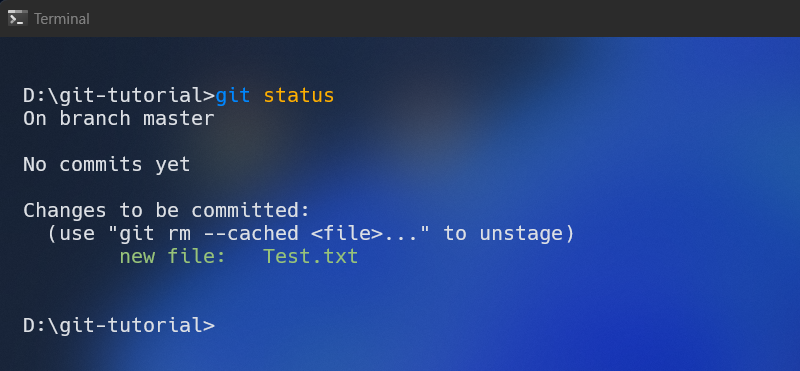 Terminal
D:\git-tutorial>git status
On branch master
No commits yet
Changes to be committed:
  (use "git rm --cached <file>..." to unstage)
        new file:   Test.txt
D:\git-tutorial>